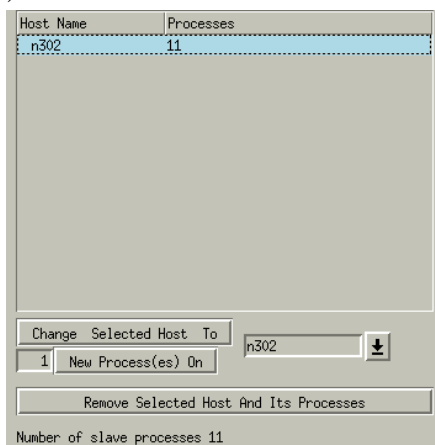 Host Name Processes
n302 11
Change Selected Host To
n302
1 New Process(es) On
Remove Selected Host And Its Processes
Number of slave processes 11